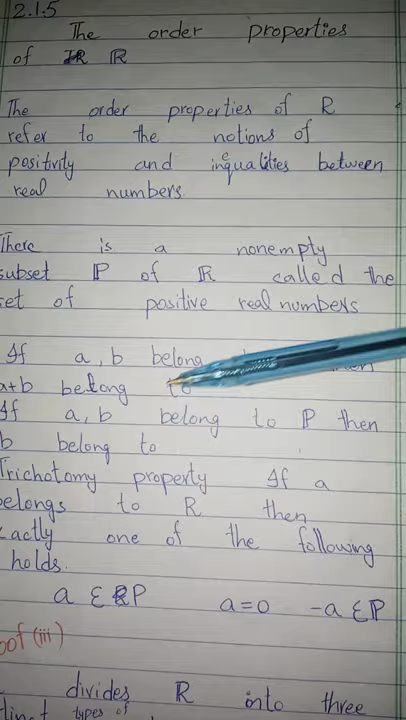 2.1.5
The order properties
of R ℝ
The order properties of R
refer to the notions of
positivity and inequalities between
real numbers
There is a nonempty
subset ℙ of ℝ called the
set of positive real numbers
If a, b belong
a+b belong to
If a, b belong to ℙ then
b belong to
Trichotomy property If a
belongs to R then
exactly one of the following
holds.
a ∈ P a=0 -a ∈ ℙ
oof (iii)
divides R into three
types of